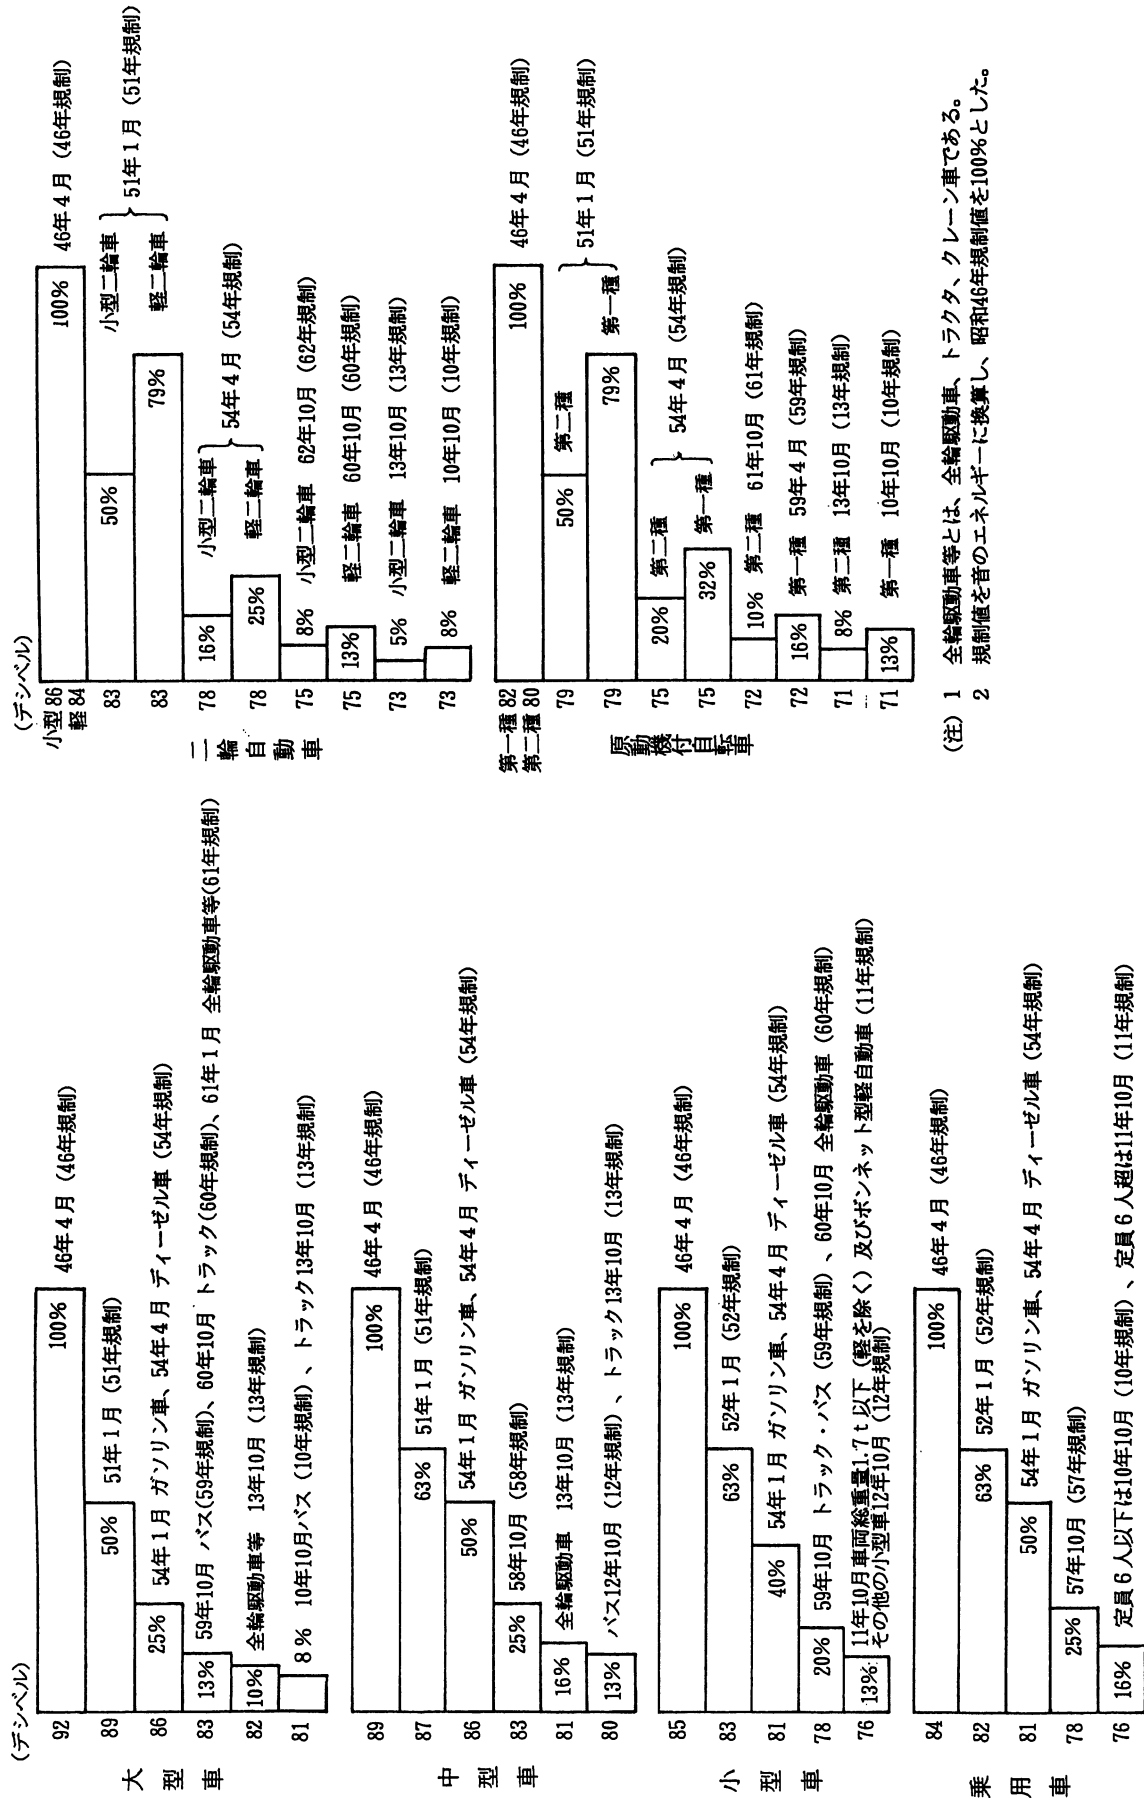 (デシベル)
大型車
92 100% 46年4月(46年規制)
89 50% 51年1月(51年規制)
86 25% 54年1月 ガソリン車、54年4月 ディーゼル車(54年規制)
83 13% 59年10月 バス(59年規制)、60年10月 トラック(60年規制)、61年1月 全輪駆動車等(61年規制)
82 10% 全輪駆動車等 13年10月(13年規制)
81 8% 10年10月バス(10年規制)、トラック13年10月(13年規制)
中型車
89 100% 46年4月(46年規制)
87 63% 51年1月(51年規制)
86 50% 54年1月 ガソリン車、54年4月 ディーゼル車(54年規制)
83 25% 58年10月(58年規制)
81 16% 全輪駆動車 13年10月(13年規制)
80 13% バス12年10月(12年規制)、トラック13年10月(13年規制)
小型車
85 100% 46年4月(46年規制)
83 63% 52年1月(52年規制)
81 40% 54年1月 ガソリン車、54年4月 ディーゼル車(54年規制)
78 20% 59年10月 トラック・バス(59年規制)、60年10月 全輪駆動車(60年規制)
76 13% 11年10月車両総重量1.7t以下(軽を除く)及びボンネット型軽自動車(11年規制)
その他の小型車12年10月(12年規制)
乗用車
84 100% 46年4月(46年規制)
82 63% 52年1月(52年規制)
81 50% 54年1月 ガソリン車、54年4月 ディーゼル車(54年規制)
78 25% 57年10月(57年規制)
76 16% 定員6人以下は10年10月(10年規制)、定員6人超は11年10月(11年規制)
(デシベル)
二輪自動車
小型 86
軽 84 100% 46年4月(46年規制)
83 50% 小型二輪車
83 79% 軽二輪車
51年1月(51年規制)
78 16% 小型二輪車
78 25% 軽二輪車
54年4月(54年規制)
75 8% 小型二輪車 62年10月(62年規制)
75 13% 軽二輪車 60年10月(60年規制)
73 5% 小型二輪車 13年10月(13年規制)
73 8% 軽二輪車 10年10月(10年規制)
原動機付自転車
第一種 82
第二種 80 100% 46年4月(46年規制)
79 50% 第二種
79 79% 第一種
51年1月(51年規制)
75 20% 第二種
75 32% 第一種
54年4月(54年規制)
72 10% 第二種 61年10月(61年規制)
72 16% 第一種 59年4月(59年規制)
71 8% 第二種 13年10月(13年規制)
71 13% 第一種 10年10月(10年規制)
(注) 1 全輪駆動車等とは、全輪駆動車、トラクタ、クレーン車である。
2 規制値を音のエネルギーに換算し、昭和46年規制値を100%とした。